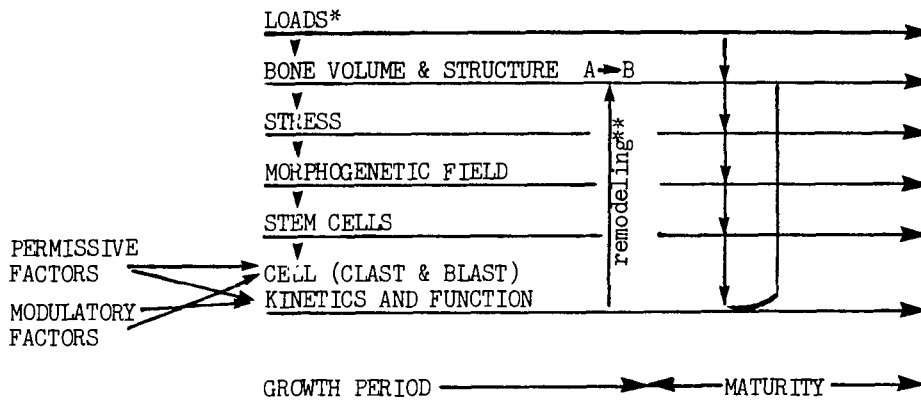 LOADS*
BONE VOLUME & STRUCTURE A B
STRESS
MORPHOGENETIC FIELD
STEM CELLS
CELL (CLAST & BLAST)
KINETICS AND FUNCTION
remodeling**
PERMISSIVE
FACTORS
MODULATORY
FACTORS
GROWTH PERIOD
MATURITY